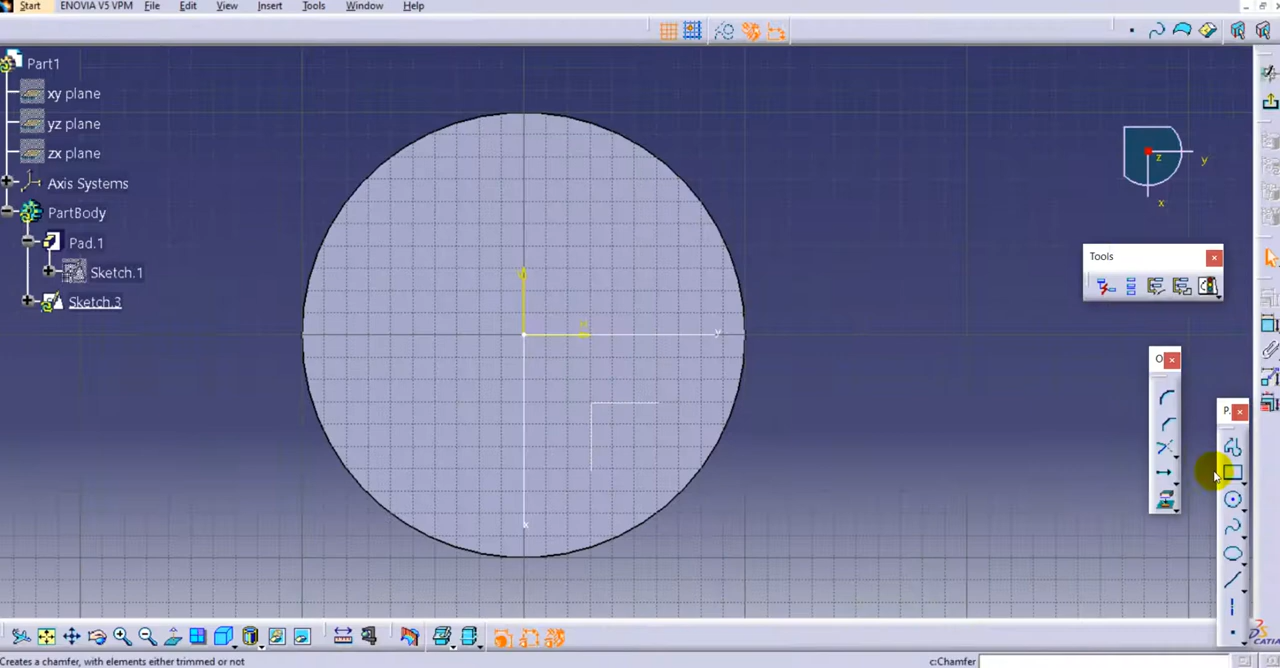 Start ENOVIA V5 VPM File Edit View Insert Tools Window Help
Part1
xy plane
yz plane
zx plane
Axis Systems
PartBody
Pad.1
Sketch.1
Sketch.3
y
x
z
y
x
Tools
O
P.
CATIA
Creates a chamfer, with elements either trimmed or not
c:Chamfer